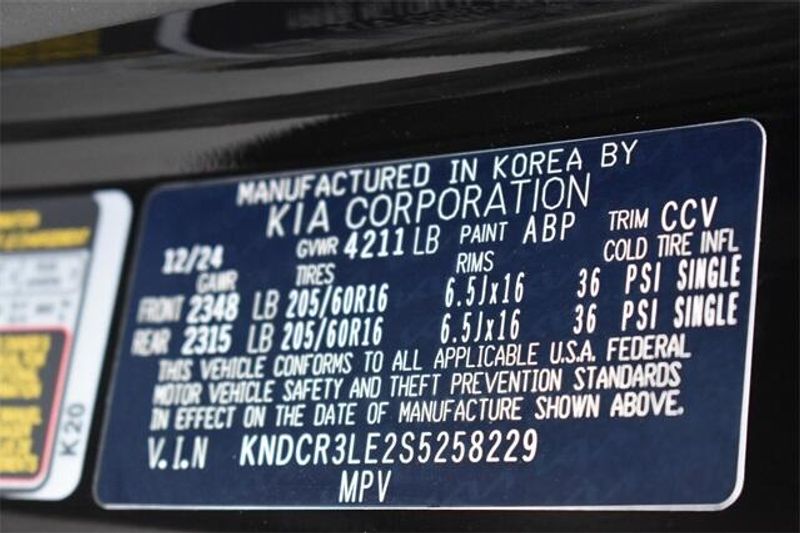 MANUFACTURED IN KOREA BY
KIA CORPORATION
12/24 GVWR 4211 LB PAINT ABP TRIM CCV
GAWR TIRES RIMS COLD TIRE INFL
FRONT 2348 LB 205/60R16 6.5Jx16 36 PSI SINGLE
REAR 2315 LB 205/60R16 6.5Jx16 36 PSI SINGLE
THIS VEHICLE CONFORMS TO ALL APPLICABLE U.S.A. FEDERAL
MOTOR VEHICLE SAFETY AND THEFT PREVENTION STANDARDS
IN EFFECT ON THE DATE OF MANUFACTURE SHOWN ABOVE.
V.I.N KNDCR3LE2S5258229
MPV
K20